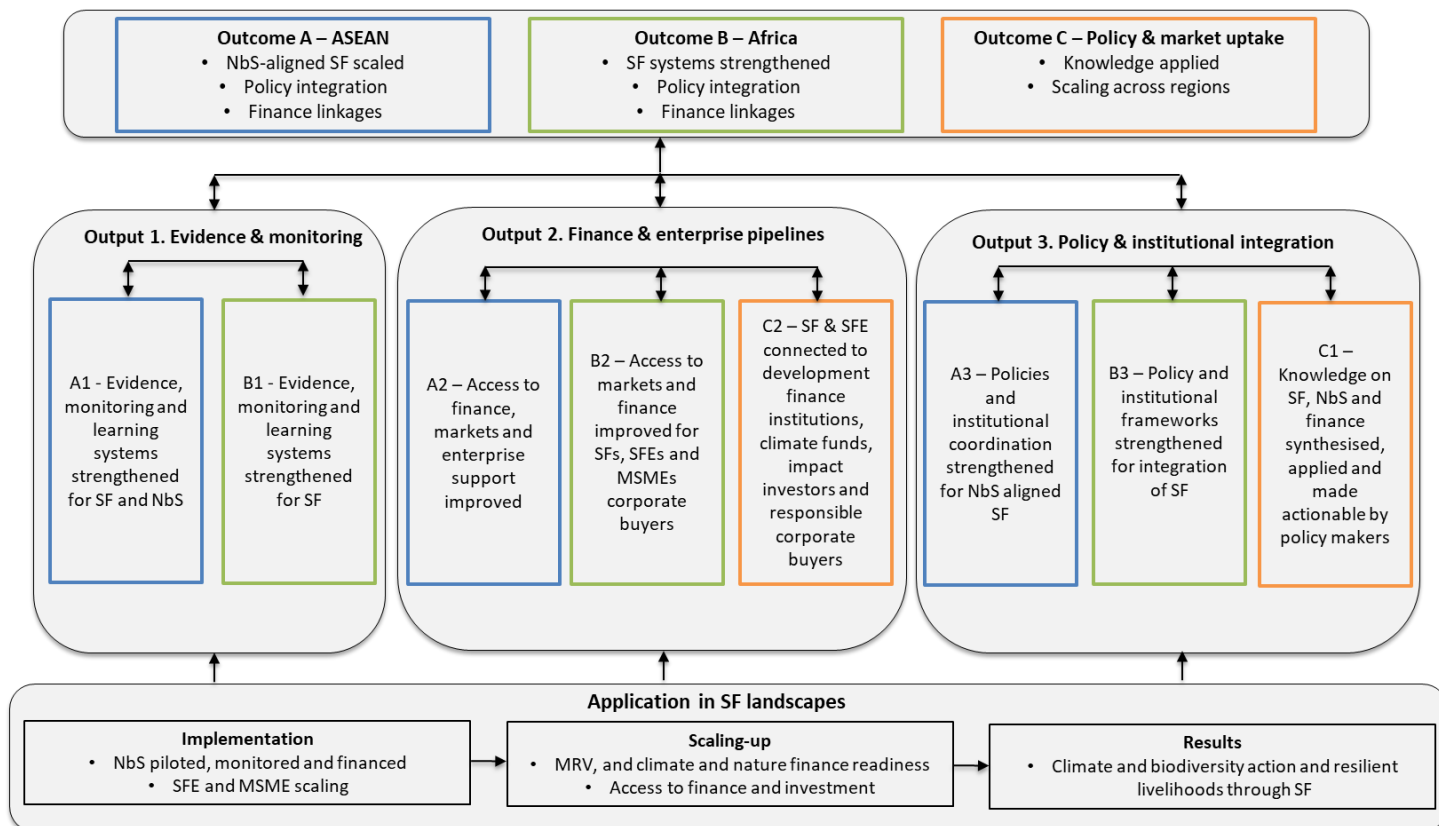 Outcome A – ASEAN
• NbS-aligned SF scaled
• Policy integration
• Finance linkages
Outcome B – Africa
• SF systems strengthened
• Policy integration
• Finance linkages
Outcome C – Policy & market uptake
• Knowledge applied
• Scaling across regions
Output 1. Evidence & monitoring
A1 - Evidence,
monitoring and
learning
systems
strengthened
for SF and NbS
B1 - Evidence,
monitoring and
learning
systems
strengthened
for SF
Output 2. Finance & enterprise pipelines
A2 – Access to
finance,
markets and
enterprise
support
improved
B2 – Access to
markets and
finance
improved for
SFs, SFEs and
MSMEs
corporate
buyers
C2 – SF & SFE
connected to
development
finance
institutions,
climate funds,
impact
investors and
responsible
corporate
buyers
Output 3. Policy & institutional integration
A3 – Policies
and
institutional
coordination
strengthened
for NbS aligned
SF
B3 – Policy and
institutional
frameworks
strengthened
for integration
of SF
C1 –
Knowledge on
SF, NbS and
finance
synthesised,
applied and
made
actionable by
policy makers
Application in SF landscapes
Implementation
• NbS piloted, monitored and financed
• SFE and MSME scaling
Scaling-up
• MRV, and climate and nature finance readiness
• Access to finance and investment
Results
• Climate and biodiversity action and resilient
livelihoods through SF